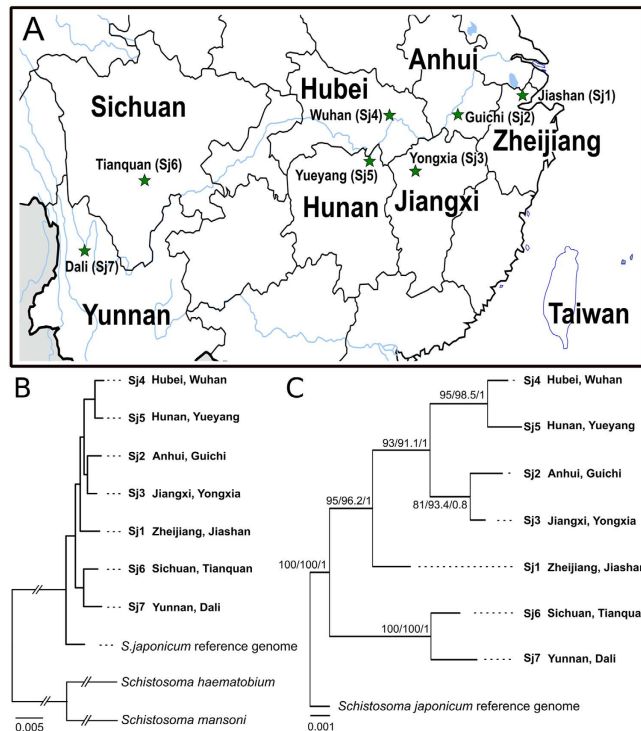 A
Anhui
Hubei
Sichuan
Jiashan (Sj1)
Wuhan (Sj4)
Guichi (Sj2)
Zheijiang
Tianquan (Sj6)
Yueyang (Sj5)
Yongxia (Sj3)
Hunan
Jiangxi
Dali (Sj7)
Yunnan
Taiwan
B
Sj4 Hubei, Wuhan
Sj5 Hunan, Yueyang
Sj2 Anhui, Guichi
Sj3 Jiangxi, Yongxia
Sj1 Zheijiang, Jiashan
Sj6 Sichuan, Tianquan
Sj7 Yunnan, Dali
S.japonicum reference genome
Schistosoma haematobium
Schistosoma mansoni
0.005
C
Sj4 Hubei, Wuhan
95/98.5/1
Sj5 Hunan, Yueyang
93/91.1/1
Sj2 Anhui, Guichi
81/93.4/0.8
95/96.2/1
Sj3 Jiangxi, Yongxia
100/100/1
Sj1 Zheijiang, Jiashan
Sj6 Sichuan, Tianqua
100/100/1
Sj7 Yunnan, Dali
Schistosoma japonicum reference genome
0.001